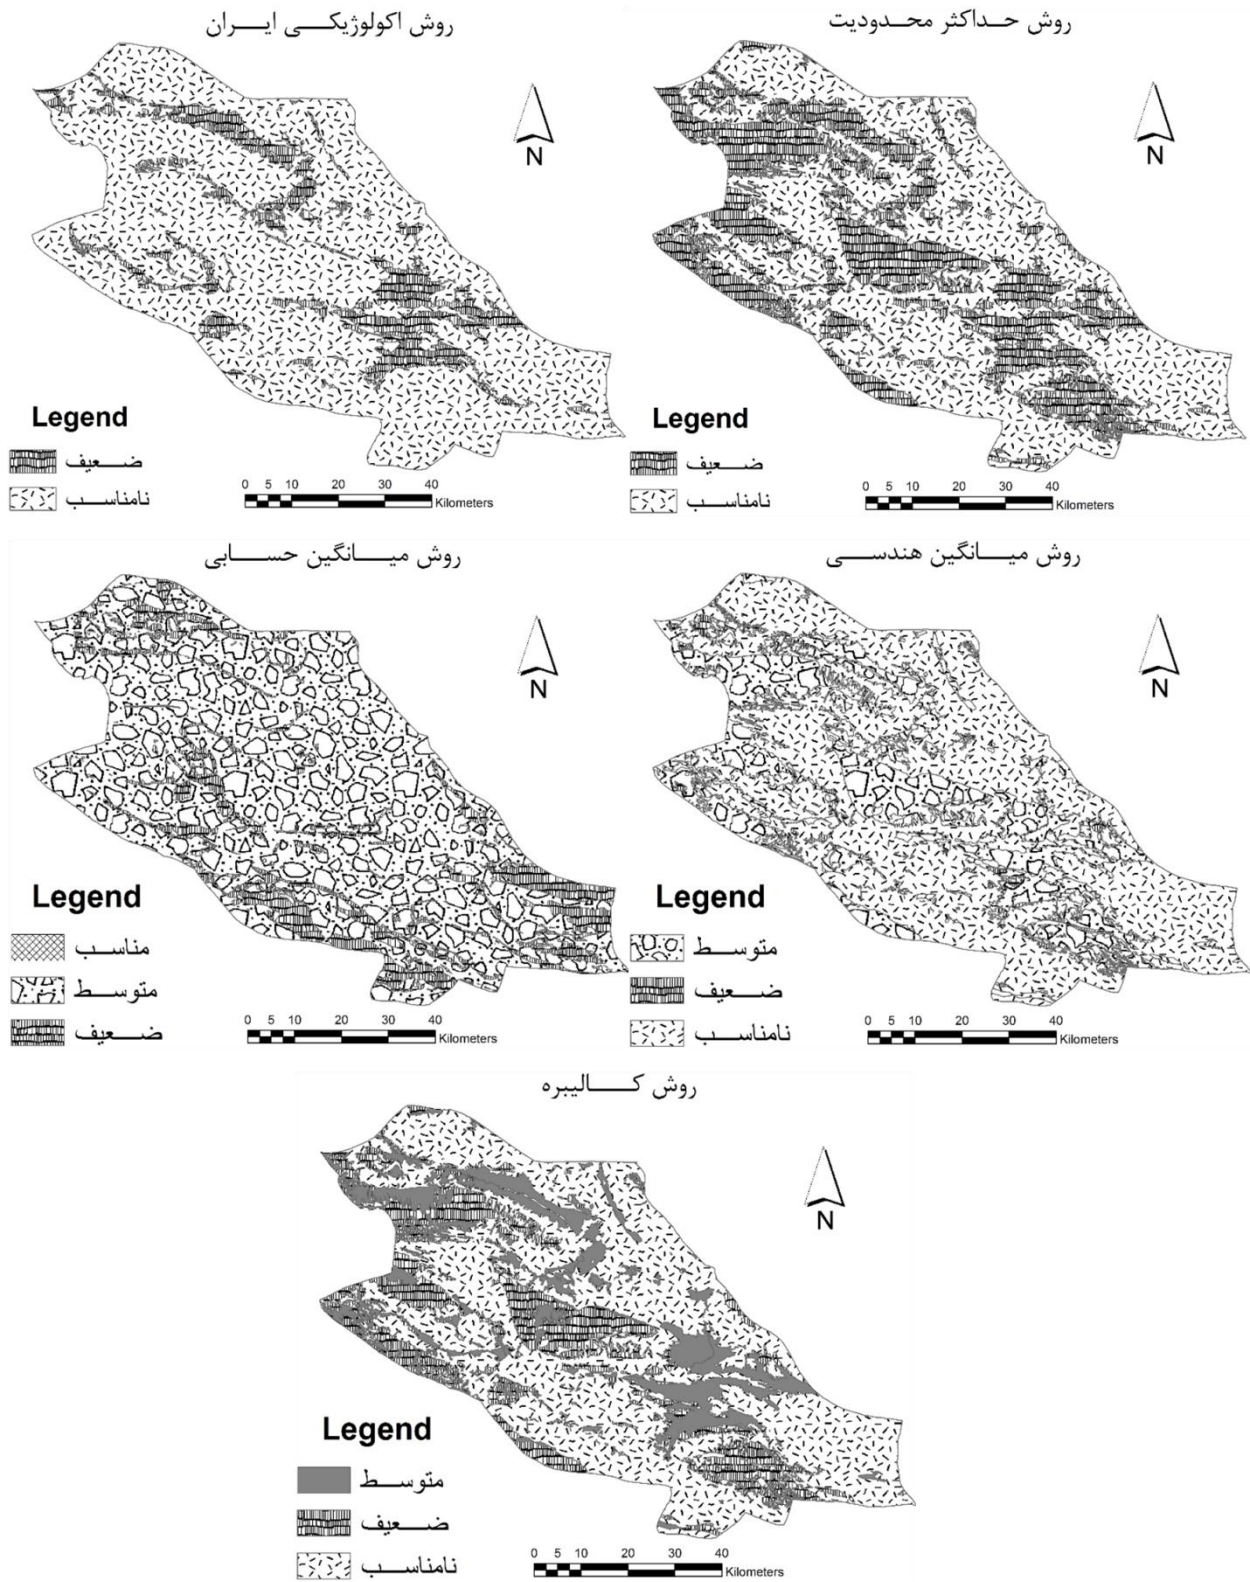 روش اکولوژیکی ایران
N
Legend
ضعیف
نامناسب
0 5 10 20 30 40
Kilometers
روش حداکثر محدودیت
N
Legend
ضعیف
نامناسب
0 5 10 20 30 40
Kilometers
روش میانگین حسابی
N
Legend
مناسب
متوسط
ضعیف
0 5 10 20 30 40
Kilometers
روش میانگین هندسی
N
Legend
متوسط
ضعیف
نامناسب
0 5 10 20 30 40
Kilometers
روش کالیبره
N
Legend
متوسط
ضعیف
نامناسب
0 5 10 20 30 40
Kilometers